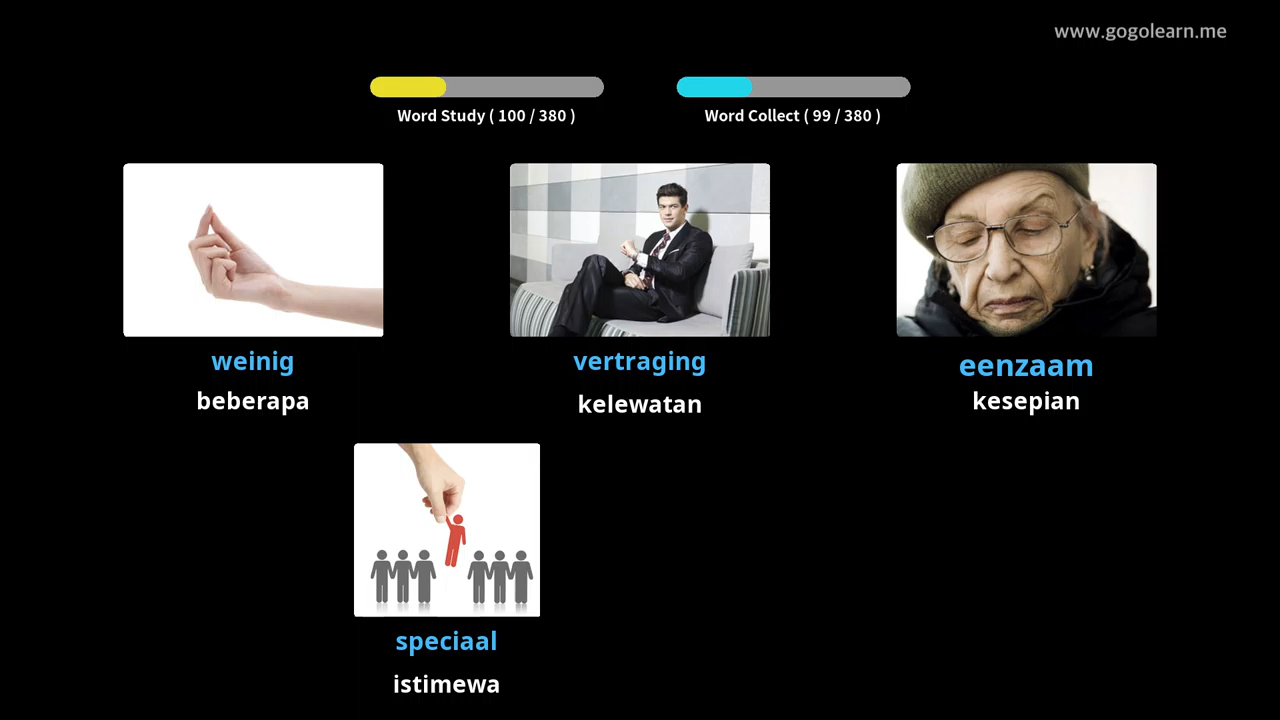 www.gogolearn.me
Word Study ( 100 / 380 )
Word Collect ( 99 / 380 )
weinig
beberapa
vertraging
kelewatan
eenzaam
kesepian
speciaal
istimewa